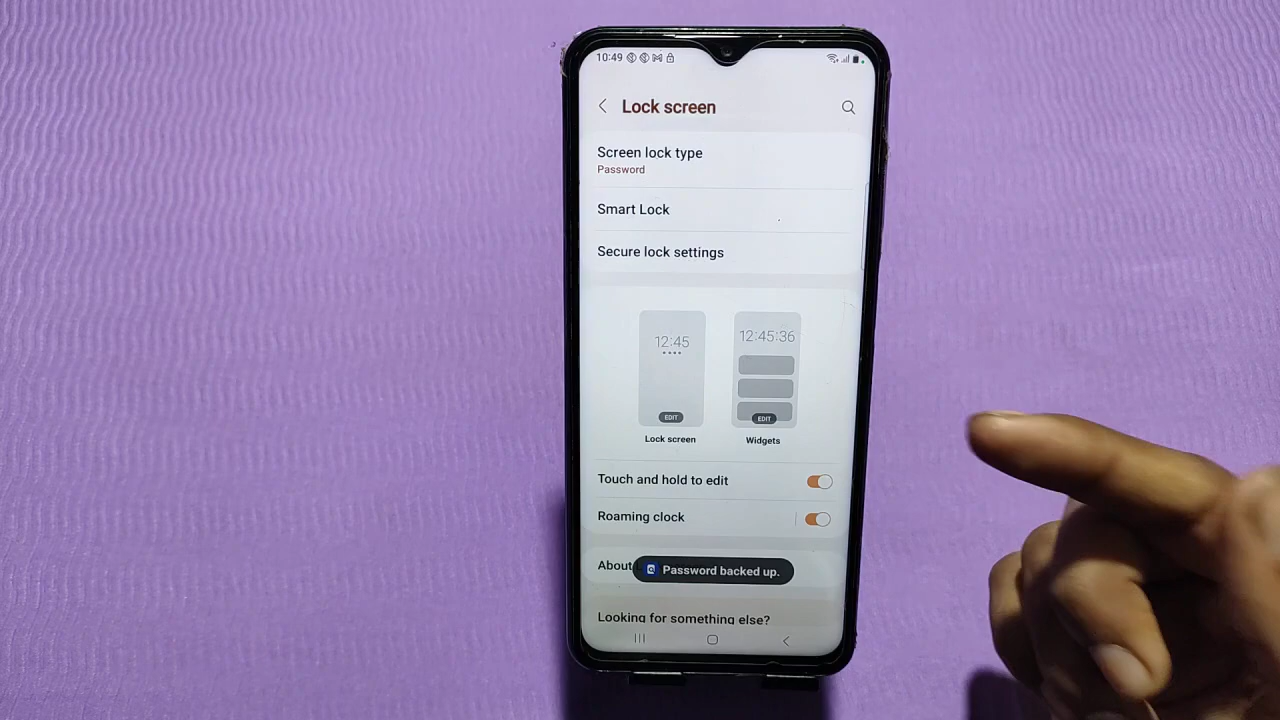 10:49
Lock screen
Screen lock type
Password
Smart Lock
Secure lock settings
12:45
12:45:36
EDIT
EDIT
Lock screen
Widgets
Touch and hold to edit
Roaming clock
About
Password backed up.
Looking for something else?